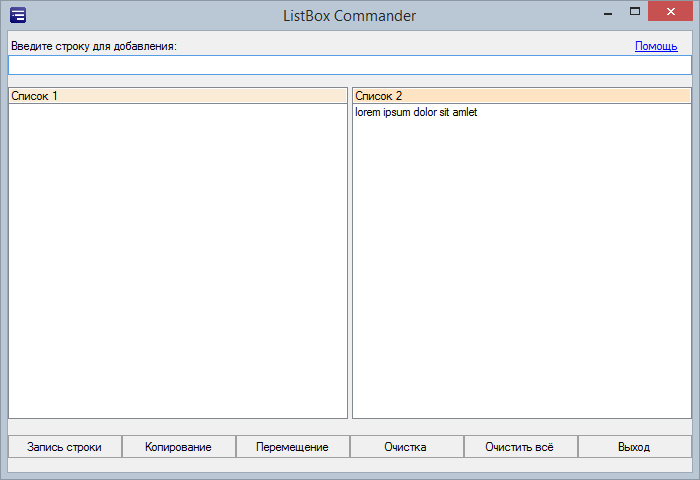 ListBox Commander
Введите строку для добавления:
Помощь
Список 1
Список 2
lorem ipsum dolor sit amlet
Запись строки
Копирование
Перемещение
Очистка
Очистить всё
Выход